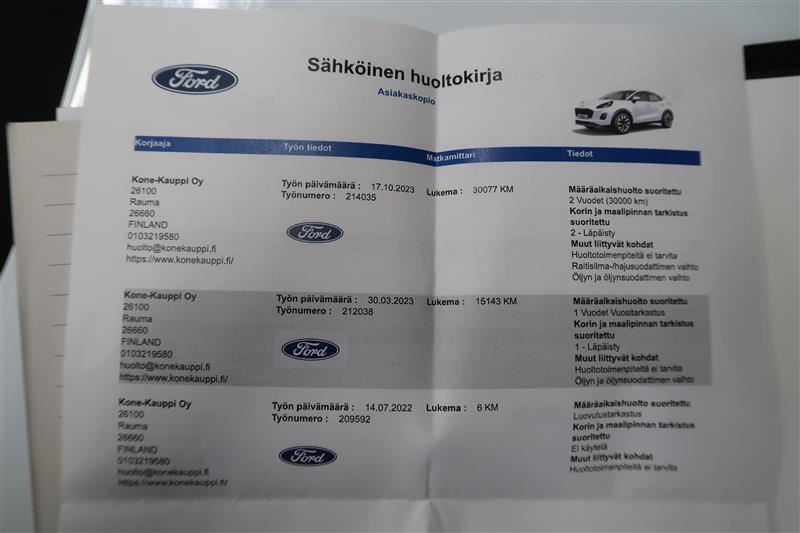 Ford
Sähköinen huoltokirja
Asiakaskopio
Korjaaja Työn tiedot Matkamittari Tiedot
Kone-Kauppi Oy
26100
Rauma
26660
FINLAND
0103219580
huolto@konekauppi.fi
https://www.konekauppi.fi/
Työn päivämäärä : 17.10.2023
Työnumero : 214035
Ford
Lukema : 30077 KM
Määräaikaishuolto suoritettu
2 Vuodet (30000 km)
Korin ja maalipinnan tarkistus
suoritettu
2 - Läpäisty
Muut liittyvät kohdat
Huoltotoimenpiteitä ei tarvita
Raitisilma-/hajusuodattimen vaihto
Öljyn ja öljynsuodattimen vaihto
Kone-Kauppi Oy
26100
Rauma
26660
FINLAND
0103219580
huolto@konekauppi.fi
https://www.konekauppi.fi/
Työn päivämäärä : 30.03.2023
Työnumero : 212038
Ford
Lukema : 15143 KM
Määräaikaishuolto suoritettu
1 Vuodet Vuositarkastus
Korin ja maalipinnan tarkistus
suoritettu
1 - Läpäisty
Muut liittyvät kohdat
Huoltotoimenpiteitä ei tarvita
Öljyn ja öljynsuodattimen vaihto
Kone-Kauppi Oy
26100
Rauma
26660
FINLAND
0103219580
huolto@konekauppi.fi
https://www.konekauppi.fi/
Työn päivämäärä : 14.07.2022
Työnumero : 209592
Ford
Lukema : 6 KM
Määräaikaishuolto suoritettu
Luovutustarkastus
Korin ja maalipinnan tarkistus
suoritettu
Ei käytetä
Muut liittyvät kohdat
Huoltotoimenpiteitä ei tarvita